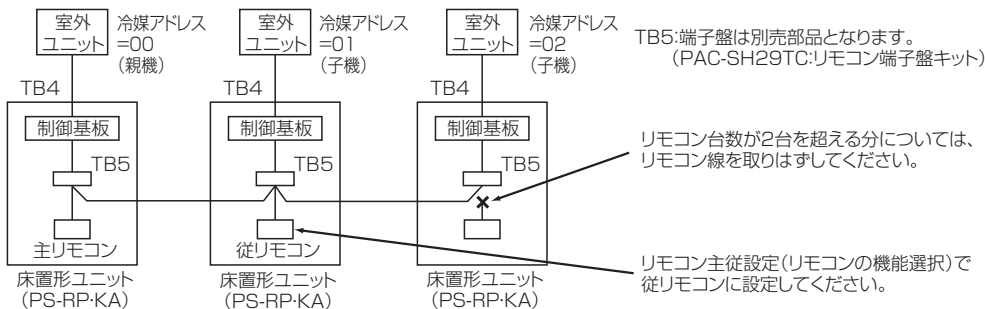 室外
ユニット
冷媒アドレス
=00
(親機)
TB4
制御基板
TB5
主リモコン
床置形ユニット
(PS-RP・KA)
室外
ユニット
冷媒アドレス
=01
(子機)
TB4
制御基板
TB5
従リモコン
床置形ユニット
(PS-RP・KA)
室外
ユニット
冷媒アドレス
=02
(子機)
TB4
制御基板
TB5
床置形ユニット
(PS-RP・KA)
TB5:端子盤は別売部品となります。
(PAC-SH29TC:リモコン端子盤キット)
リモコン台数が2台を超える分については、
リモコン線を取りはずしてください。
リモコン主従設定(リモコンの機能選択)で
従リモコンに設定してください。